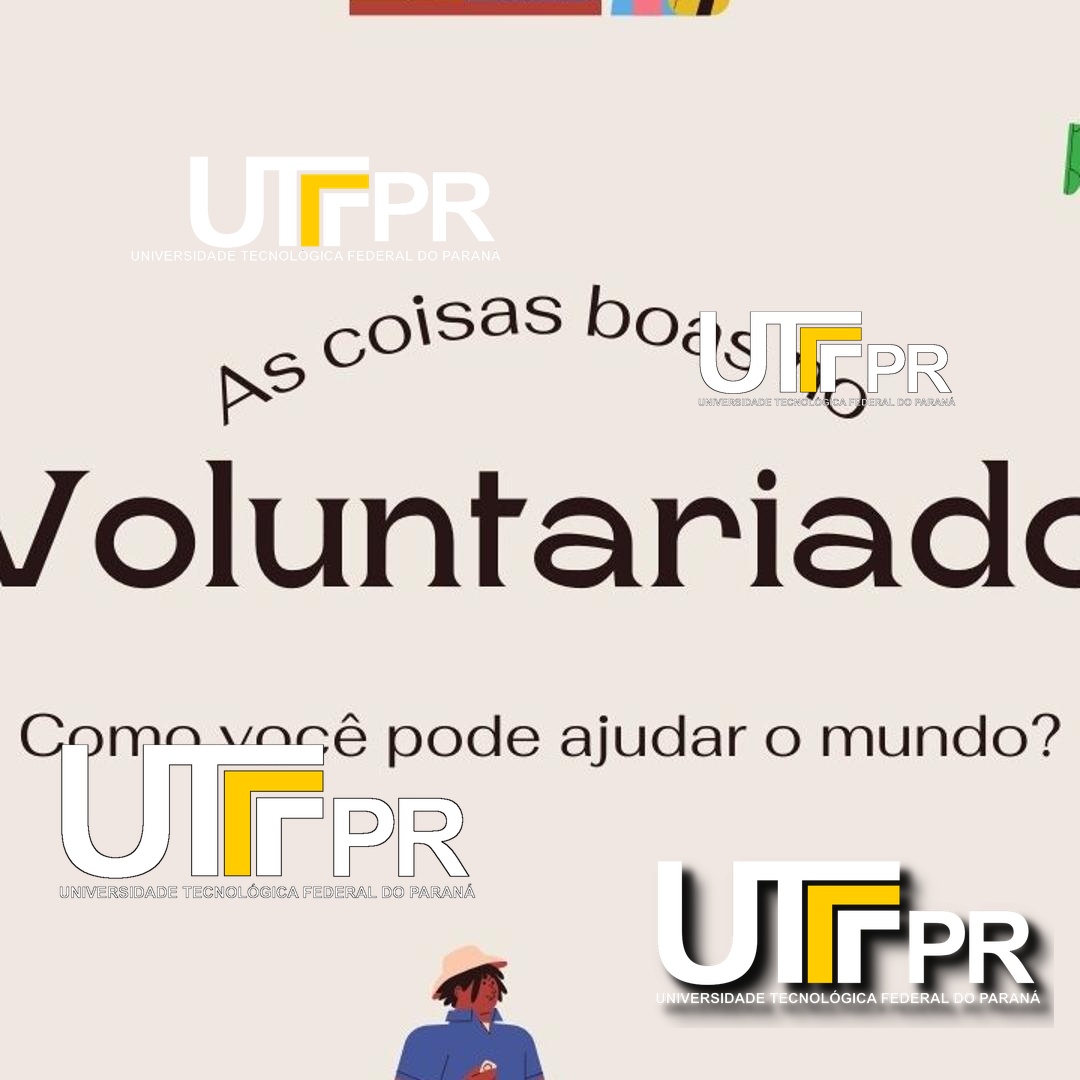 UTFPR
UNIVERSIDADE TECNOLÓGICA FEDERAL DO PARANÁ
As coisas boas no
UTFPR
UNIVERSIDADE TECNOLÓGICA FEDERAL DO PARANÁ
Voluntariado
Como você pode ajudar o mundo?
UTFPR
UNIVERSIDADE TECNOLÓGICA FEDERAL DO PARANÁ
UTFPR
UNIVERSIDADE TECNOLÓGICA FEDERAL DO PARANÁ